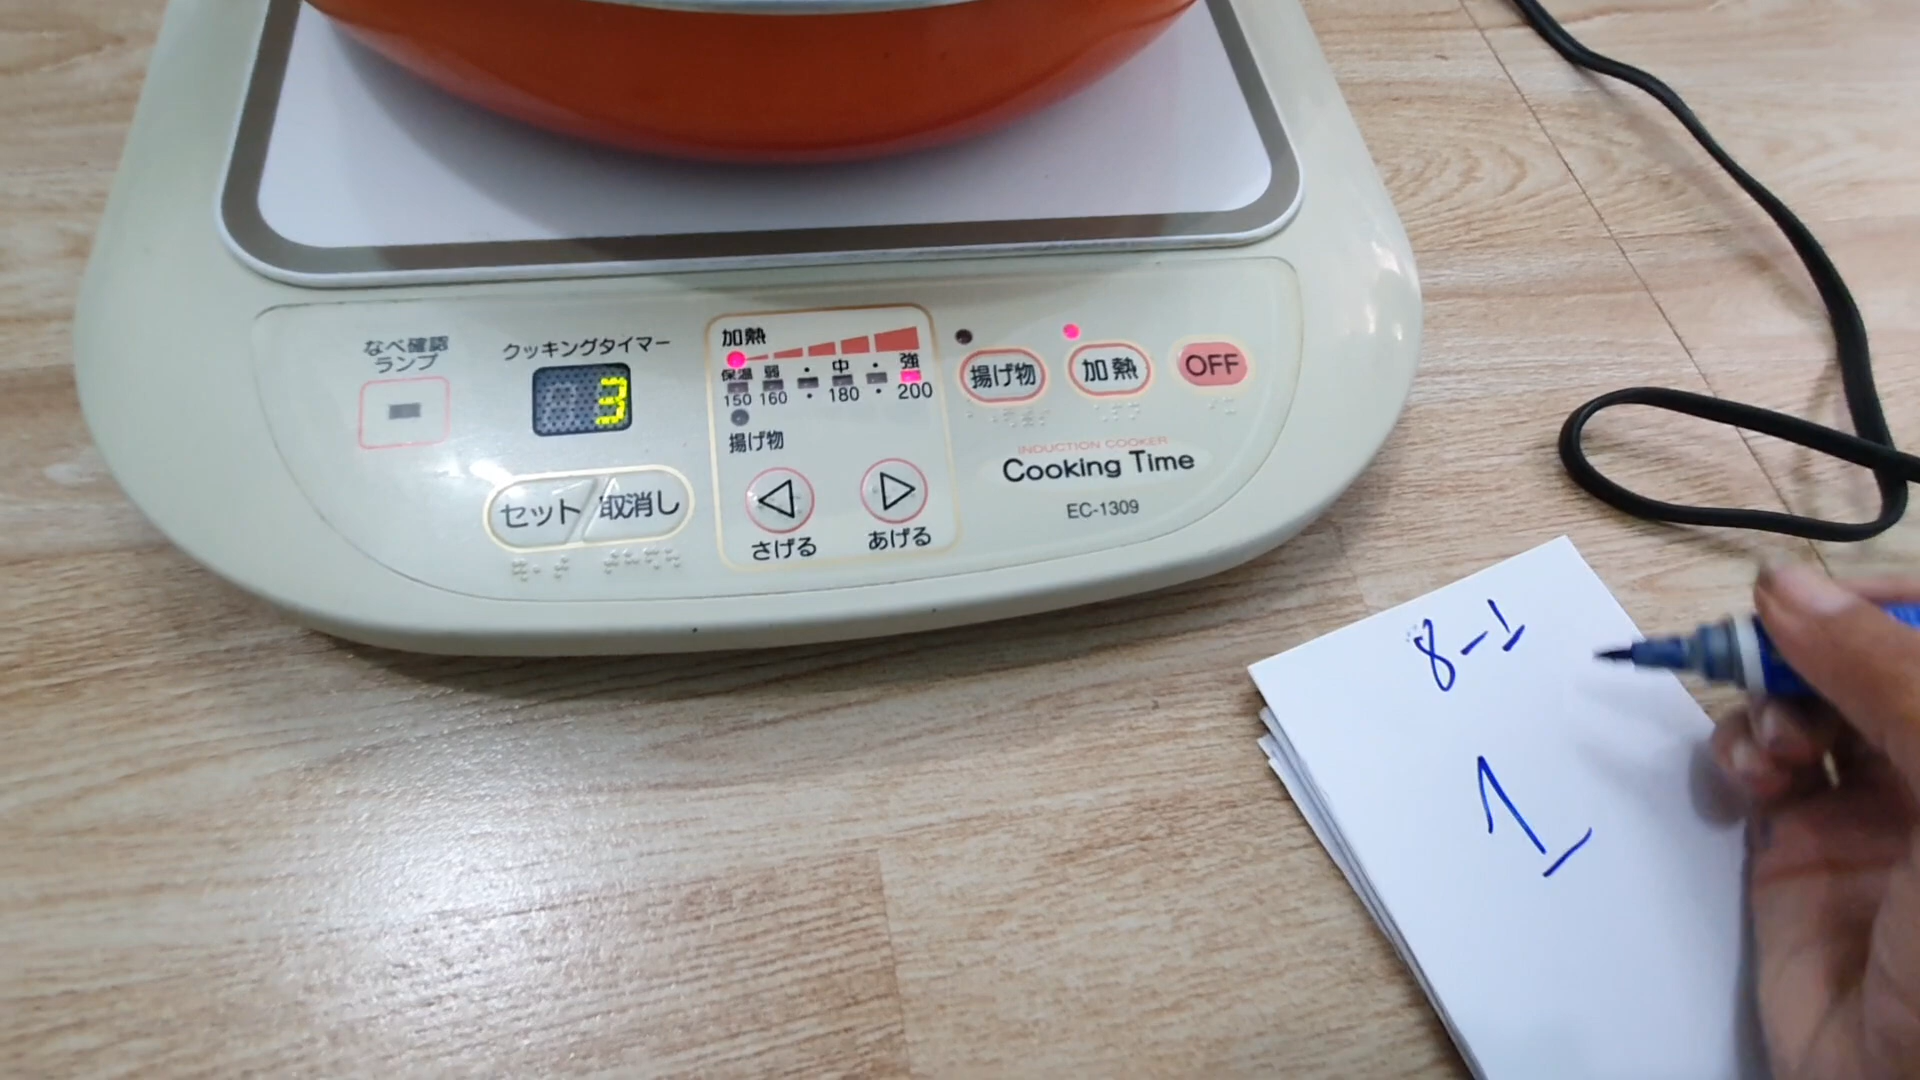 なべ確認
ランプ
クッキングタイマー
3
セット
取消し
加熱
保温 弱 ・ 中 ・ 強
150 160 ・ 180 ・ 200
揚げ物
さげる
あげる
揚げ物
加熱
OFF
INDUCTION COOKER
Cooking Time
EC-1309
8-1
1